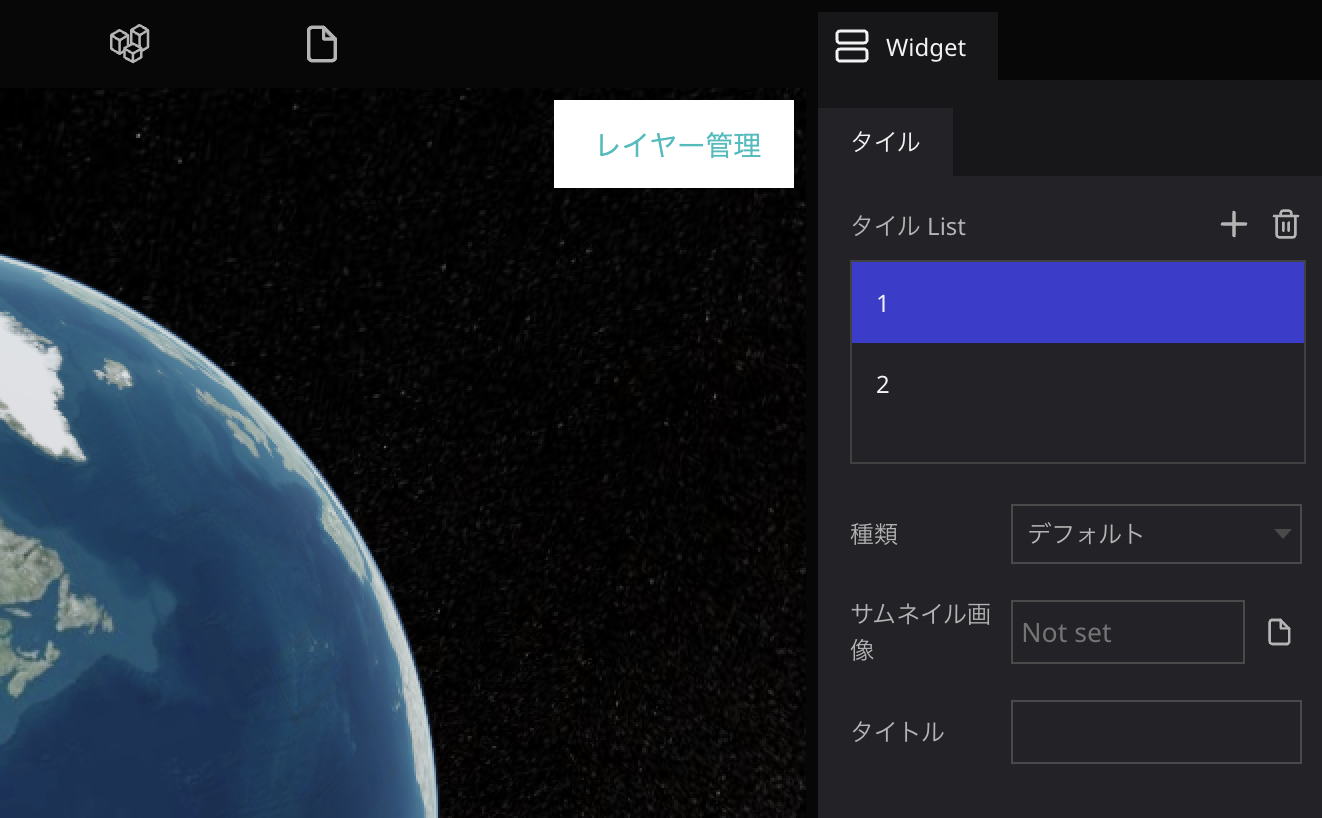 Widget
レイヤー管理
タイル
タイル List
1
2
種類
デフォルト
サムネイル画
像
Not set
タイトル